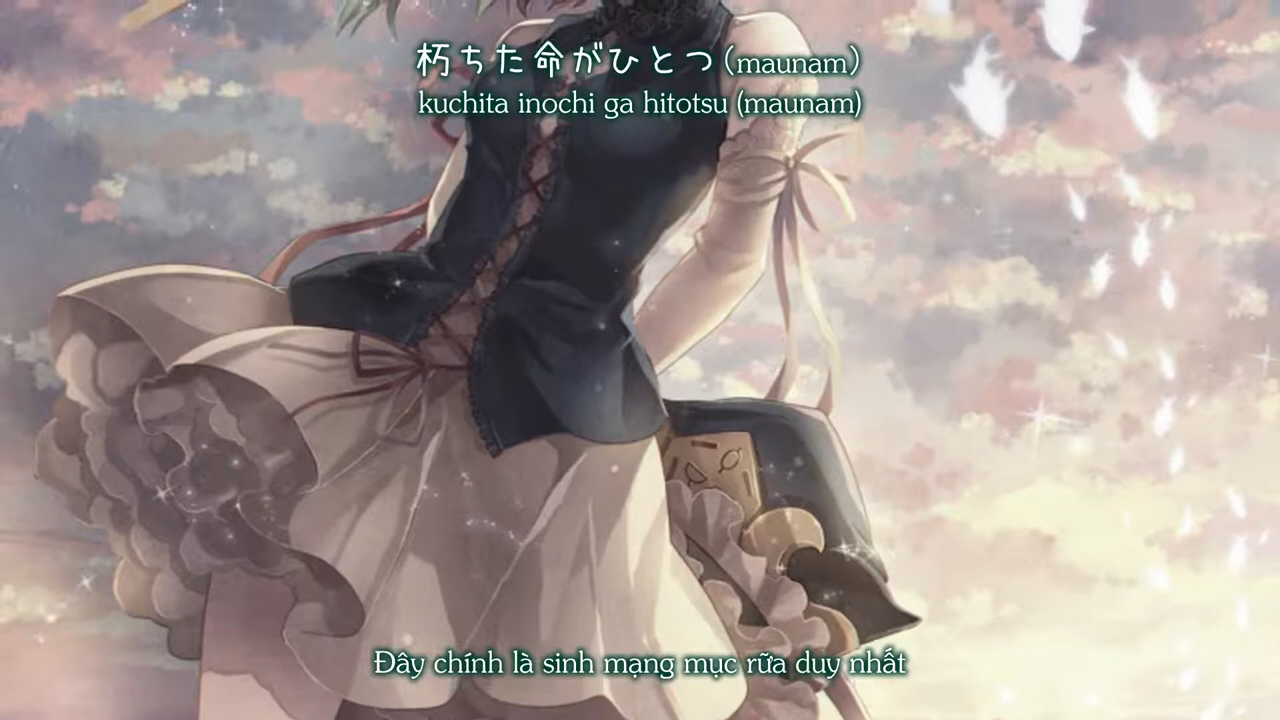 朽ちた命がひとつ (maunam)
kuchita inochi ga hitotsu (maunam)
Đây chính là sinh mạng mục rữa duy nhất